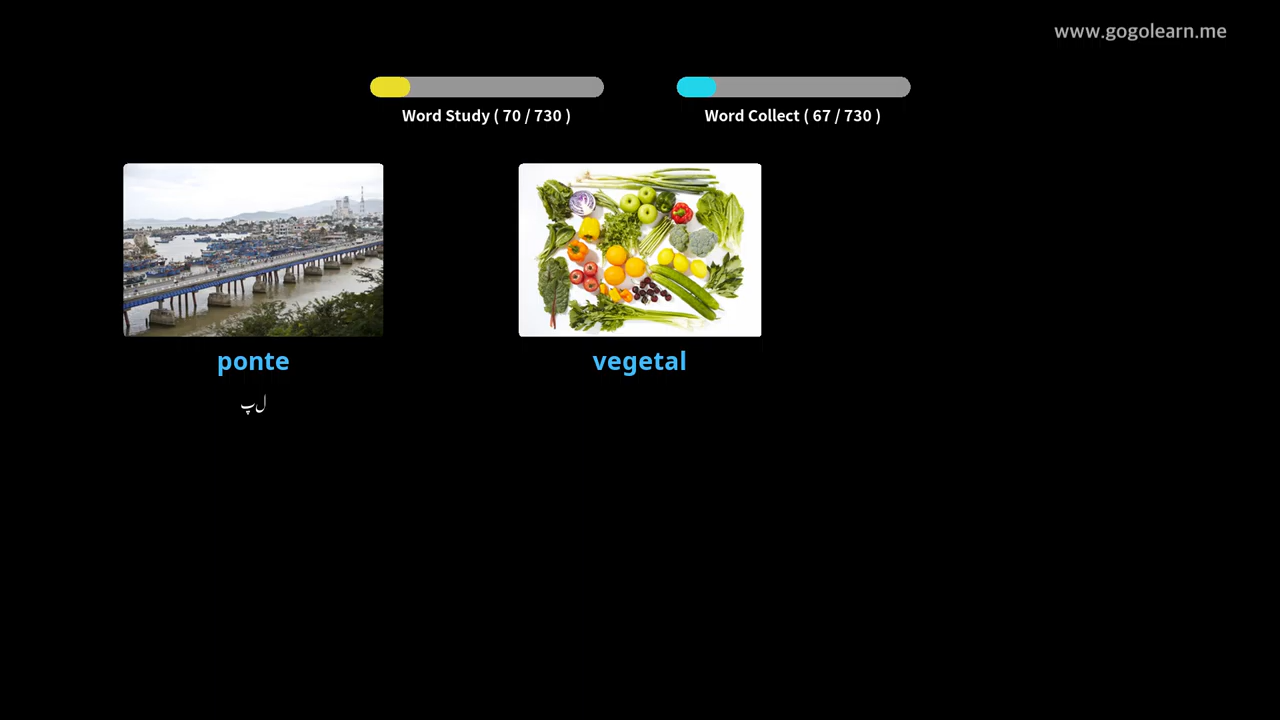 www.gogolearn.me
Word Study ( 70 / 730 )
Word Collect ( 67 / 730 )
ponte
vegetal
پل